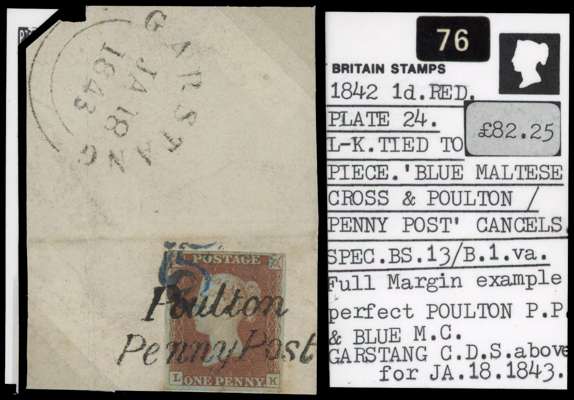 GARSTANG
JA 18
1843
POSTAGE
Poulton
Penny Post
L ONE PENNY K
76
BRITAIN STAMPS
1842 1d.RED.
PLATE 24.
£82.25
L-K.TIED TO
PIECE.'BLUE MALTESE
CROSS & POULTON /
PENNY POST' CANCELS.
SPEC.BS.13/B.1.va.
Full Margin example
perfect POULTON P.P.
& BLUE M.C.
GARSTANG C.D.S.above
for JA.18.1843.